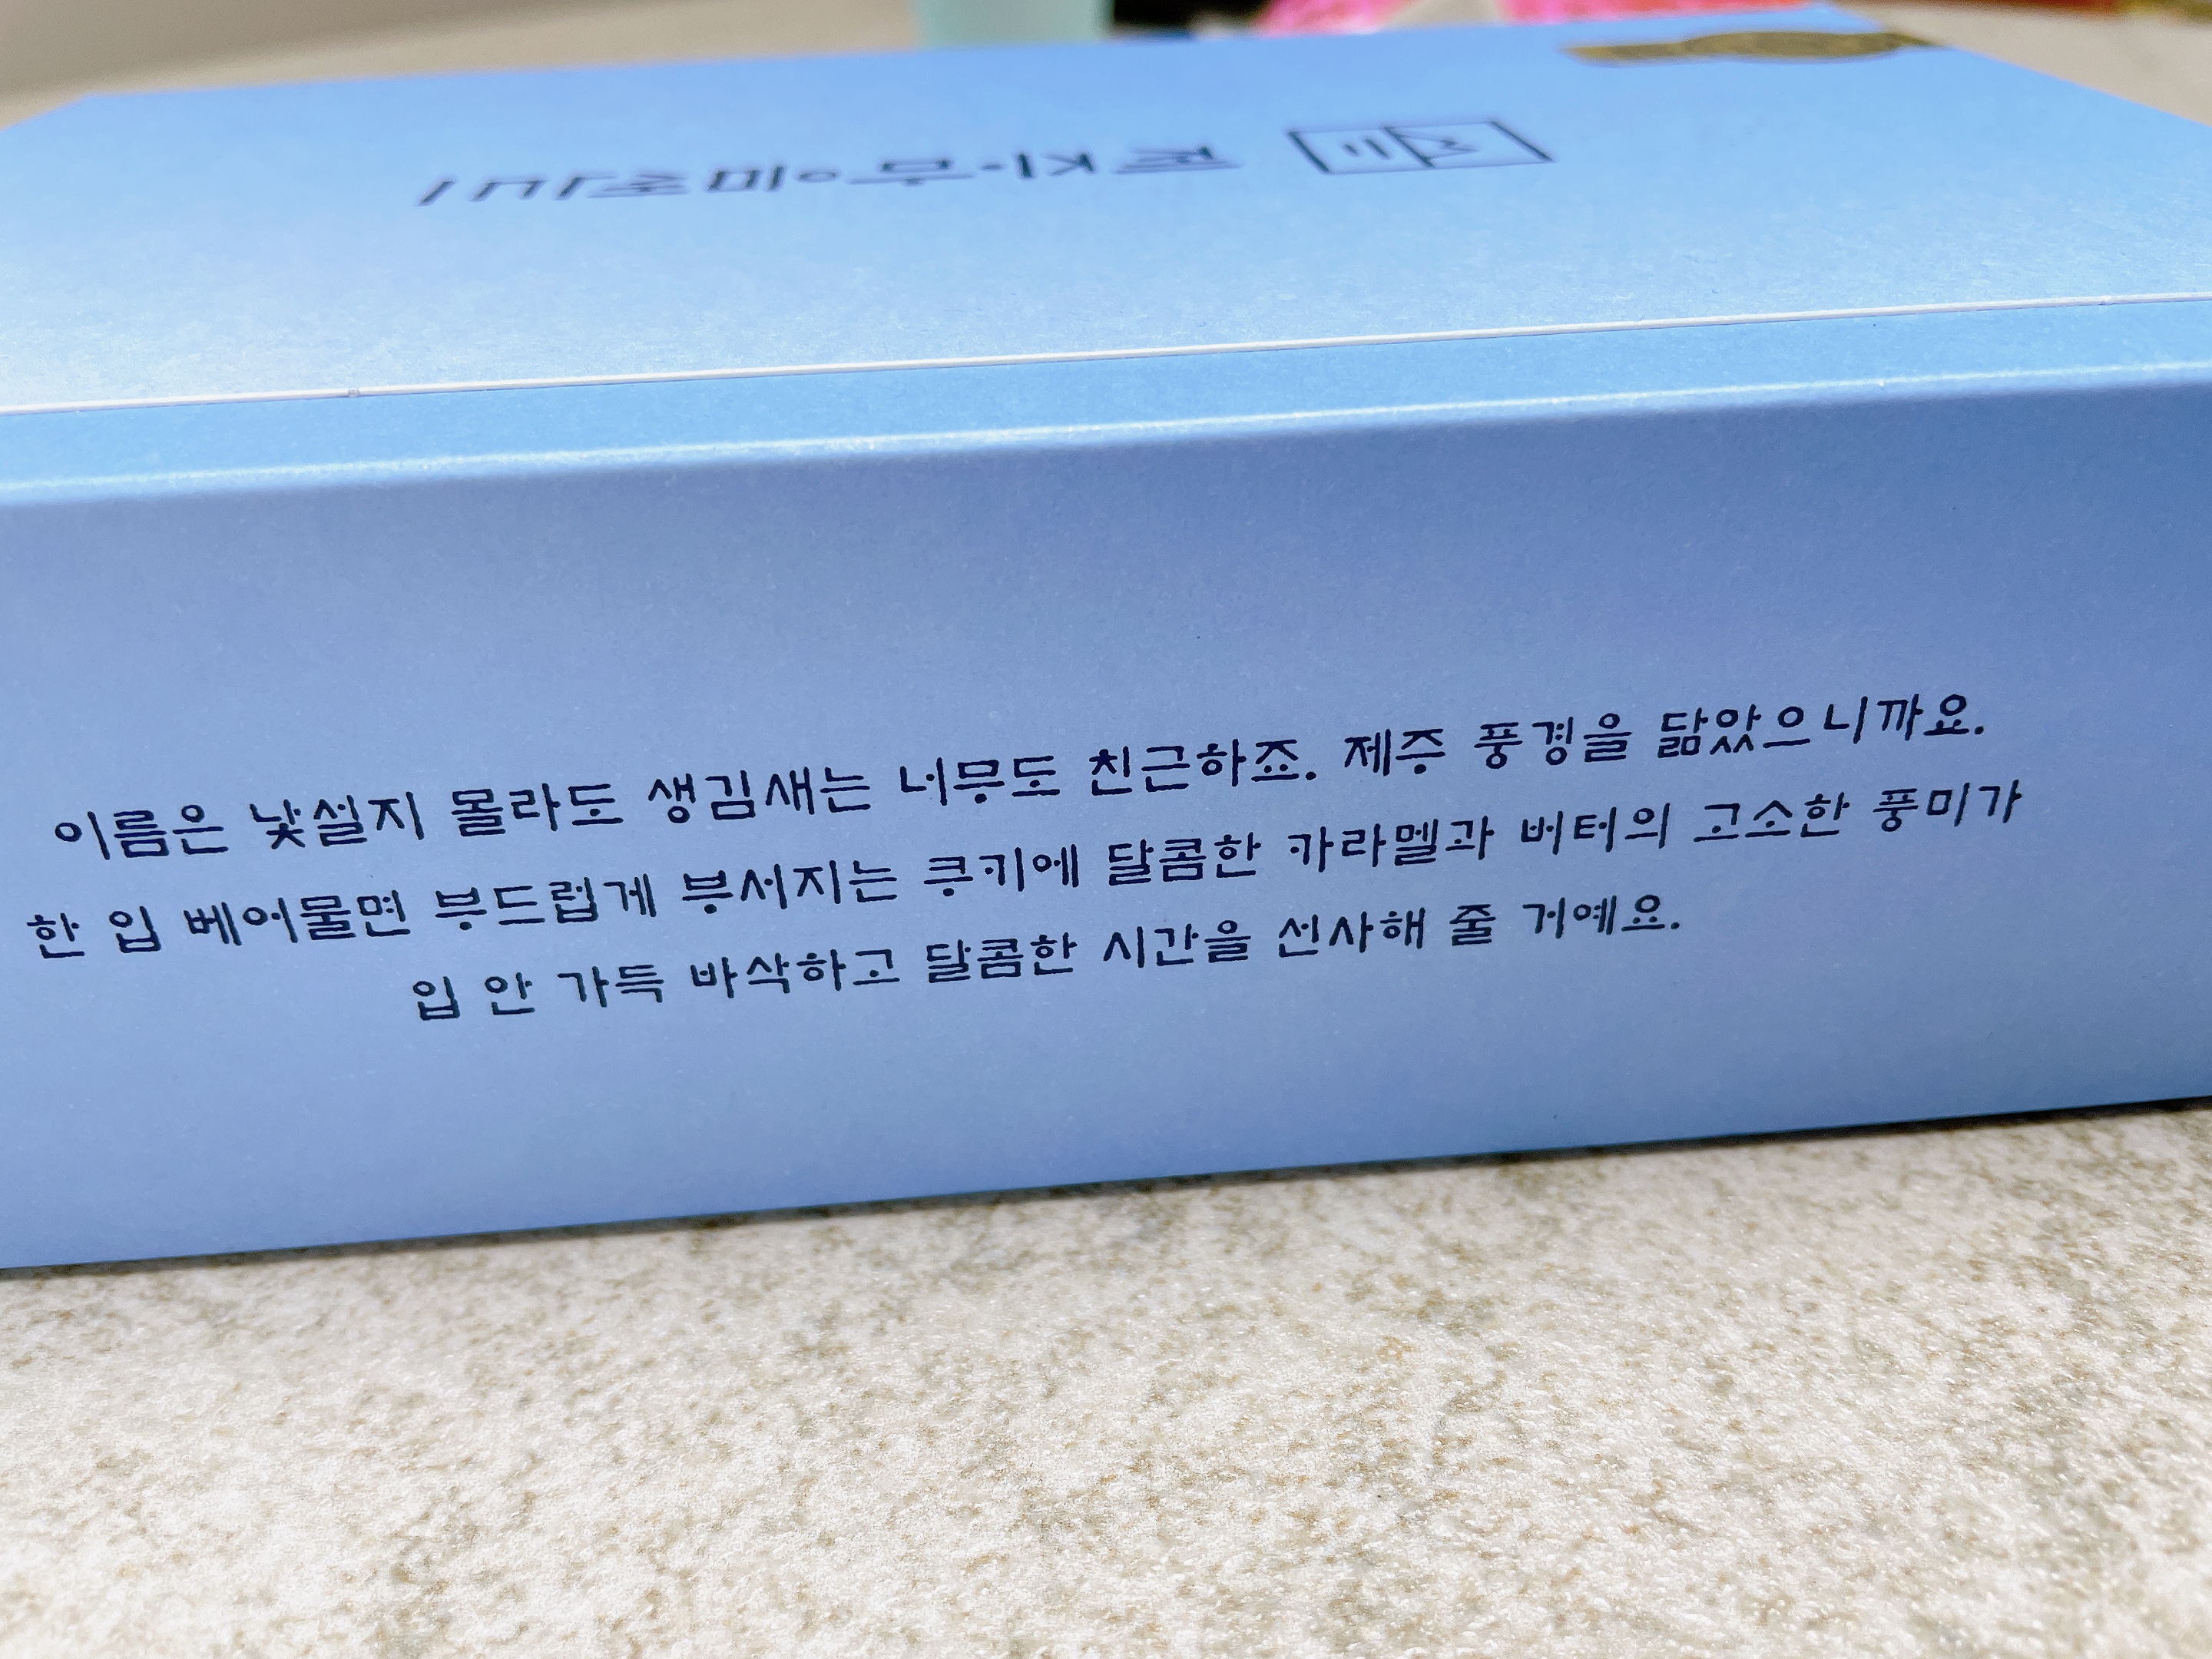 이름은 낯설지 몰라도 생김새는 너무도 친근하죠. 제주 풍경을 닮았으니까요.
한 입 베어물면 부드럽게 부서지는 쿠키에 달콤한 카라멜과 버터의 고소한 풍미가
입 안 가득 바삭하고 달콤한 시간을 선사해 줄 거예요.